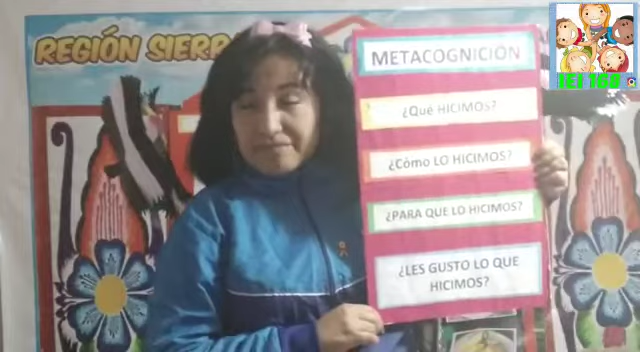 REGIÓN SIERR
METACOGNICIÓN
¿Qué HICIMOS?
¿Cómo LO HICIMOS?
¿PARA QUE LO HICIMOS?
¿LES GUSTO LO QUE
HICIMOS?
IEI 168